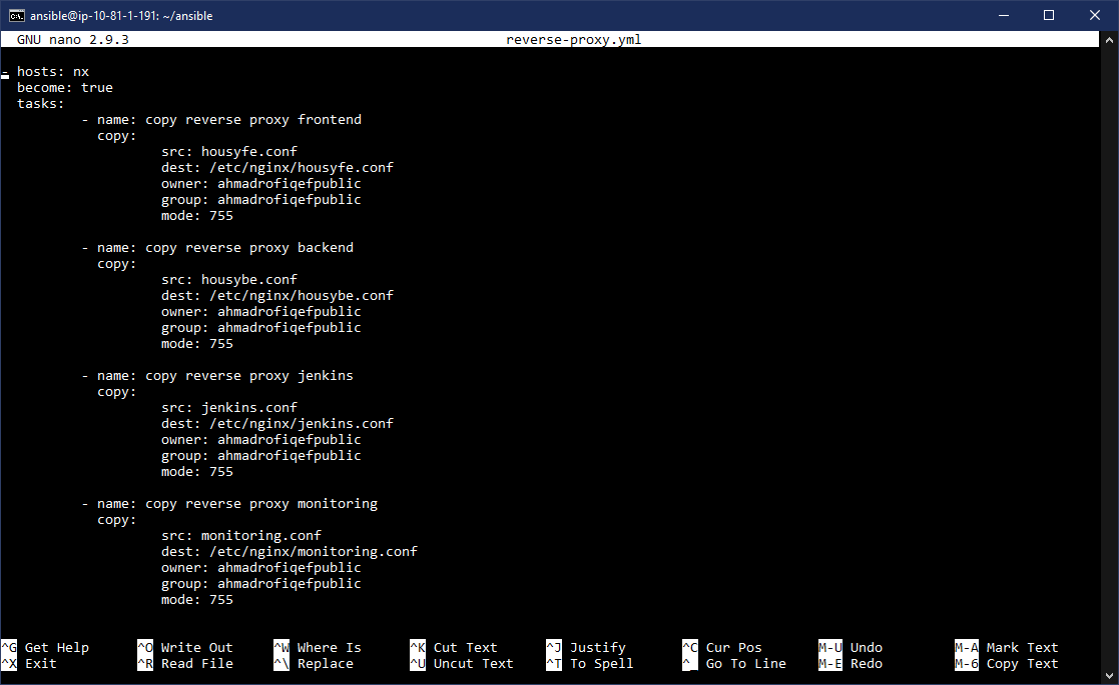 ansible@ip-10-81-1-191: ~/ansible
GNU nano 2.9.3 reverse-proxy.yml
- hosts: nx
  become: true
  tasks:
          - name: copy reverse proxy frontend
            copy:
                    src: housyfe.conf
                    dest: /etc/nginx/housyfe.conf
                    owner: ahmadrofiqefpublic
                    group: ahmadrofiqefpublic
                    mode: 755
          - name: copy reverse proxy backend
            copy:
                    src: housybe.conf
                    dest: /etc/nginx/housybe.conf
                    owner: ahmadrofiqefpublic
                    group: ahmadrofiqefpublic
                    mode: 755
          - name: copy reverse proxy jenkins
            copy:
                    src: jenkins.conf
                    dest: /etc/nginx/jenkins.conf
                    owner: ahmadrofiqefpublic
                    group: ahmadrofiqefpublic
                    mode: 755
          - name: copy reverse proxy monitoring
            copy:
                    src: monitoring.conf
                    dest: /etc/nginx/monitoring.conf
                    owner: ahmadrofiqefpublic
                    group: ahmadrofiqefpublic
                    mode: 755
^G Get Help ^O Write Out ^W Where Is ^K Cut Text ^J Justify ^C Cur Pos M-U Undo M-A Mark Text
^X Exit ^R Read File ^\ Replace ^U Uncut Text ^T To Spell ^_ Go To Line M-E Redo M-6 Copy Text